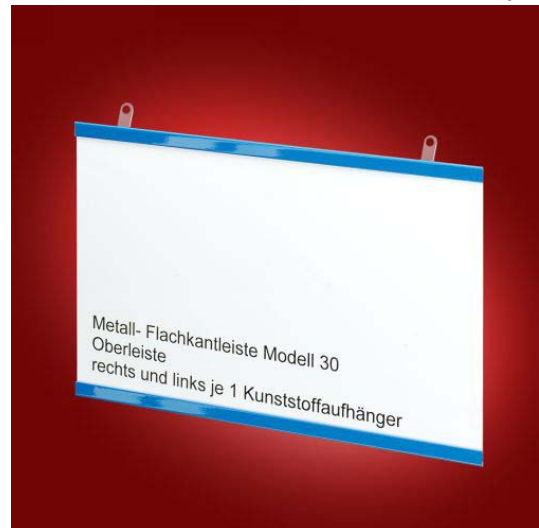 Metall- Flachkantleiste Modell 30
Oberleiste
rechts und links je 1 Kunststoffaufhänger